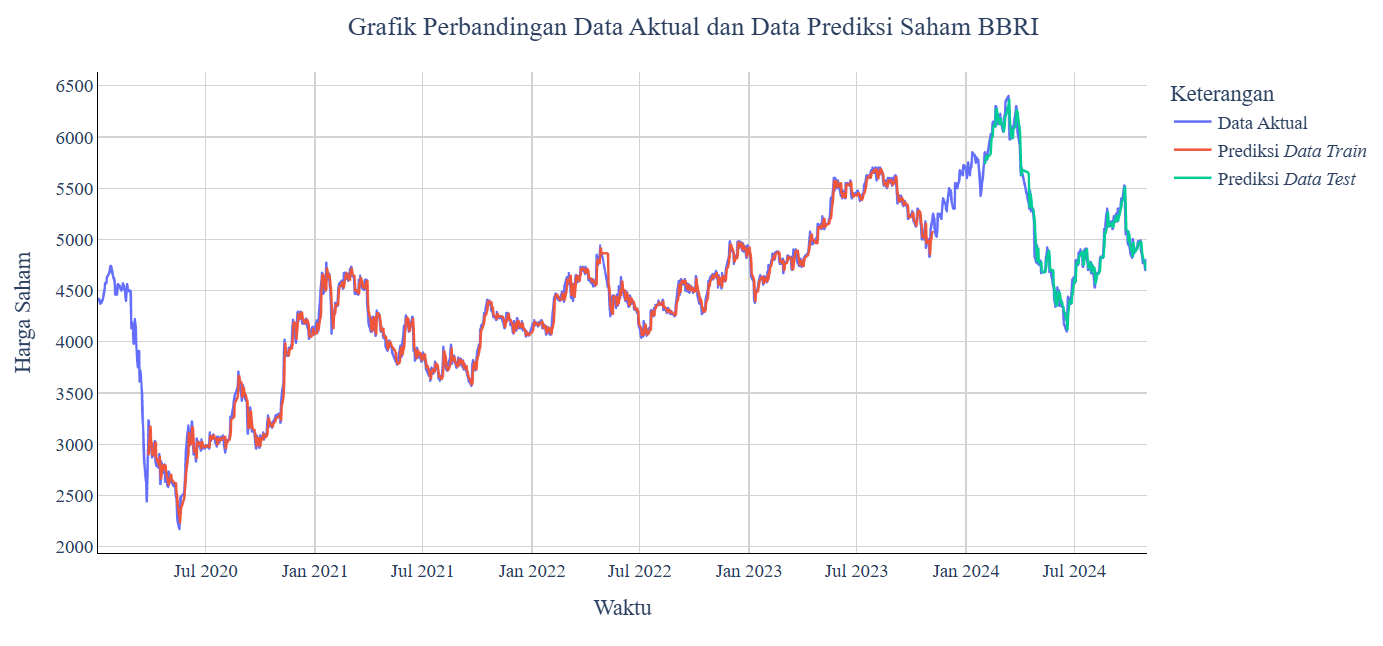 Grafik Perbandingan Data Aktual dan Data Prediksi Saham BBRI
Keterangan
Data Aktual
Prediksi Data Train
Prediksi Data Test
Harga Saham
6500
6000
5500
5000
4500
4000
3500
3000
2500
2000
Jul 2020 Jan 2021 Jul 2021 Jan 2022 Jul 2022 Jan 2023 Jul 2023 Jan 2024 Jul 2024
Waktu